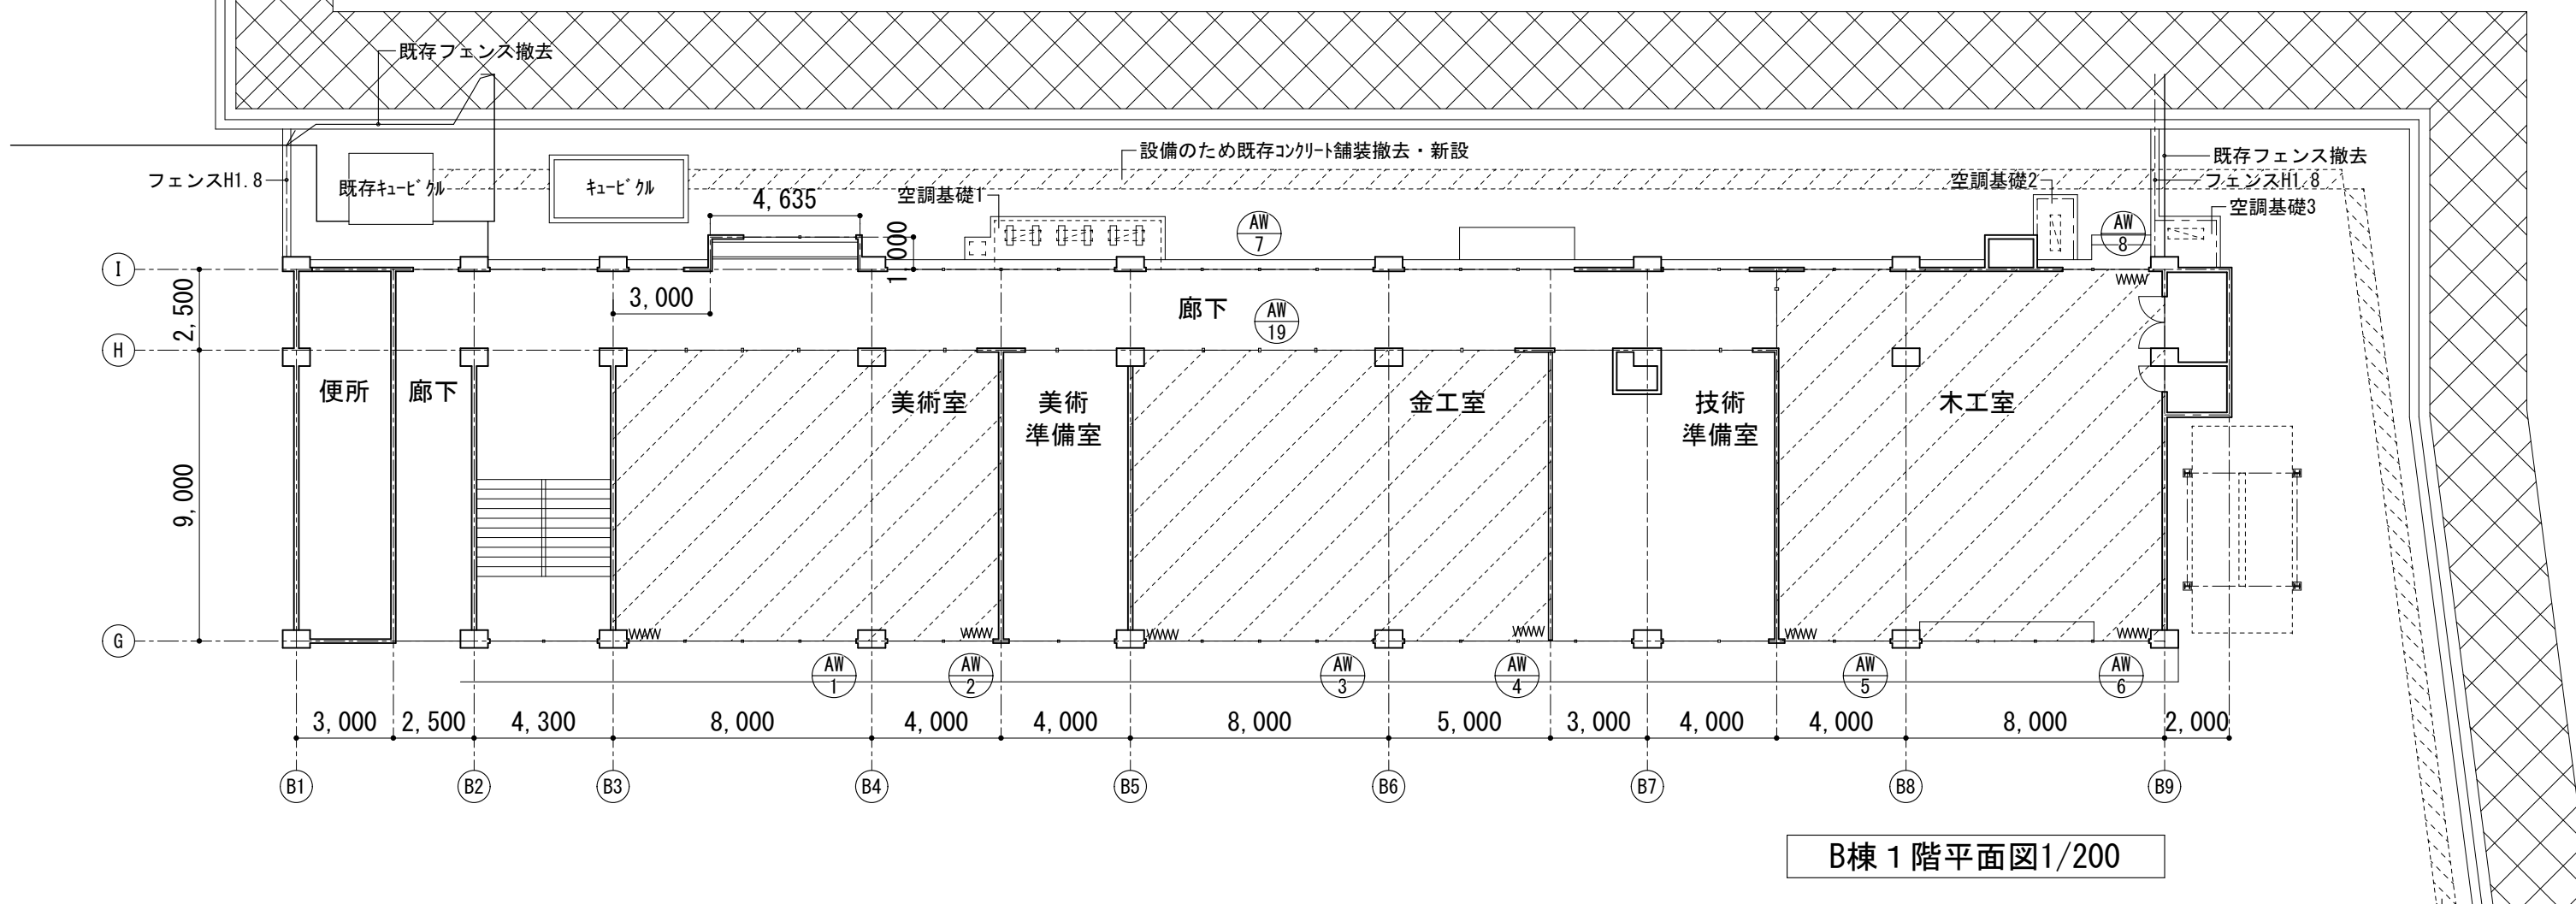 既存フェンス撤去
設備のため既存ｺﾝｸﾘｰﾄ舗装撤去・新設
既存フェンス撤去
フェンスH1.8
既存ｷｭｰﾋﾞｸﾙ
ｷｭｰﾋﾞｸﾙ
空調基礎1
空調基礎2
フェンスH1.8
空調基礎3
4,635
1,000
AW
7
AW
8
I
2,500
3,000
廊下
AW
19
H
9,000
便所
廊下
美術室
美術
準備室
金工室
技術
準備室
木工室
G
AW
1
AW
2
AW
3
AW
4
AW
5
AW
6
3,000
2,500
4,300
8,000
4,000
4,000
8,000
5,000
3,000
4,000
4,000
8,000
2,000
B1
B2
B3
B4
B5
B6
B7
B8
B9
B棟１階平面図1/200